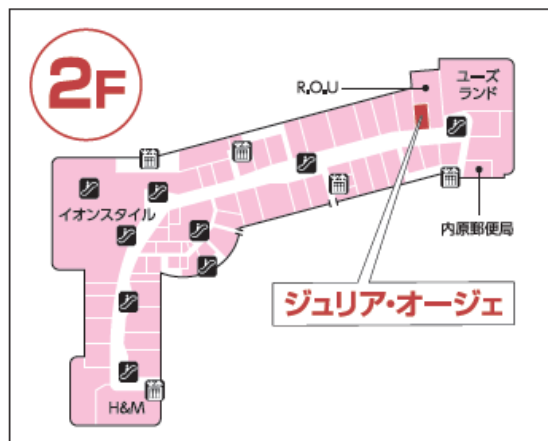 2F
R.O.U
ユーズ
ランド
イオンスタイル
内原郵便局
ジュリア・オージェ
H&M